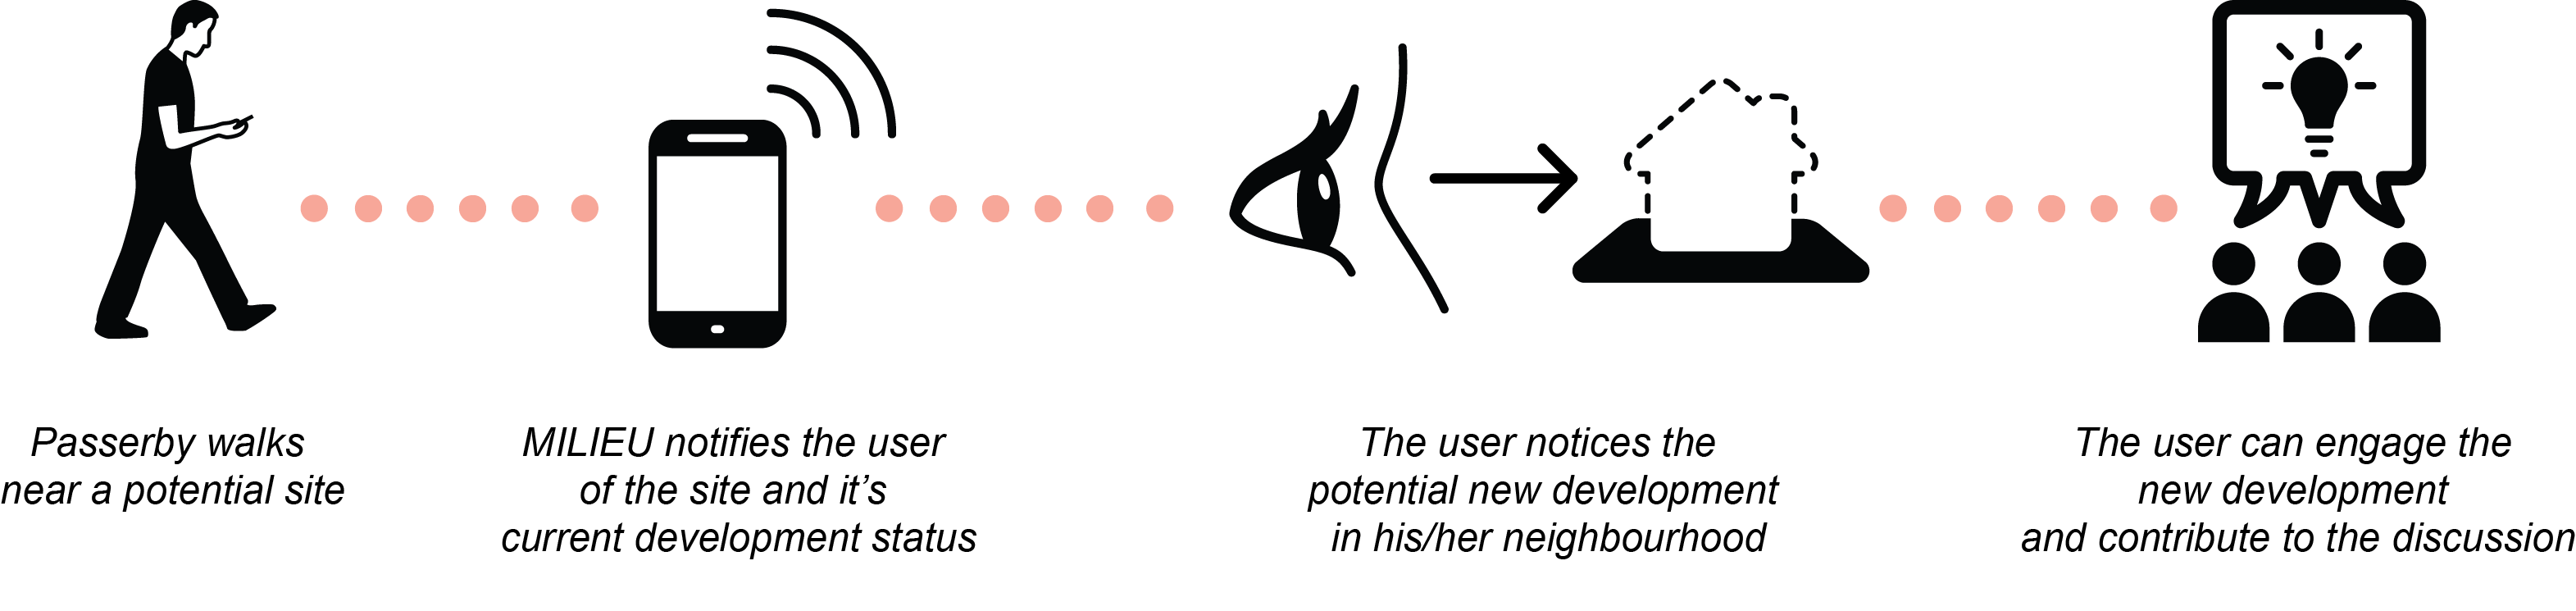 Passerby walks
near a potential site
MILIEU notifies the user
of the site and it’s
current development status
The user notices the
potential new development
in his/her neighbourhood
The user can engage the
new development
and contribute to the discussion